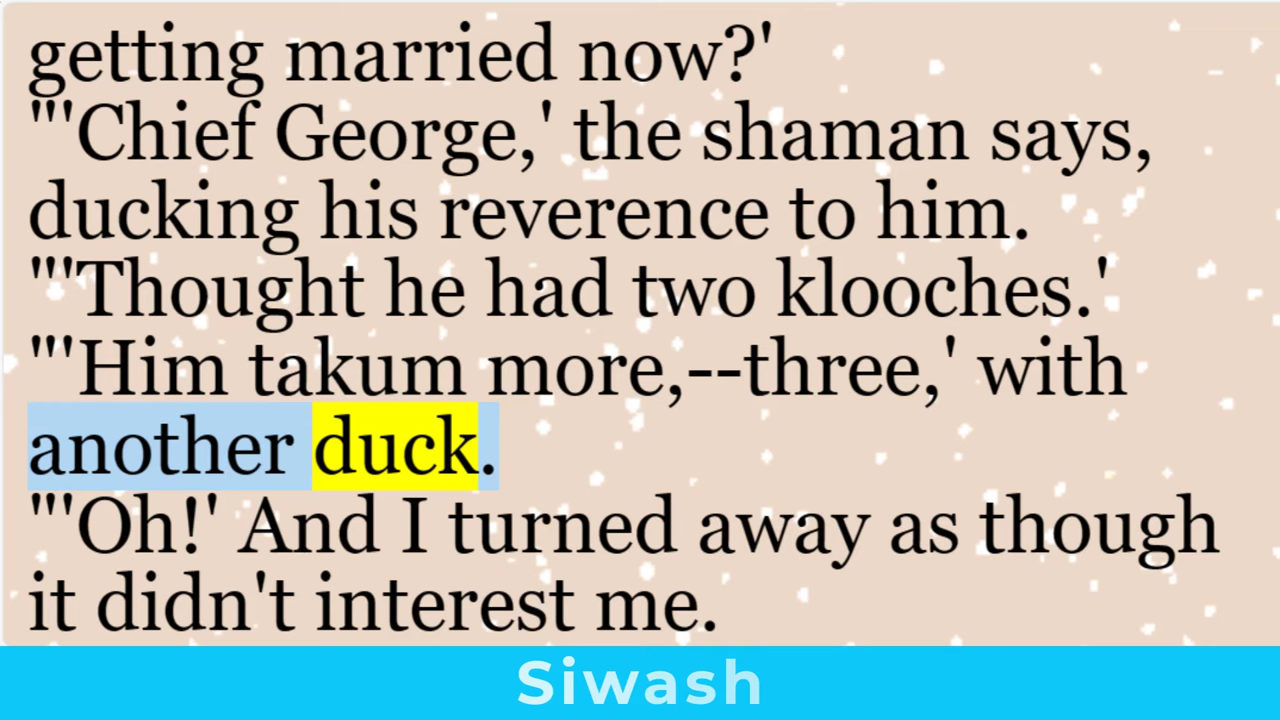 getting married now?'
"'Chief George,' the shaman says,
ducking his reverence to him.
"'Thought he had two klooches.'
"'Him takum more,--three,' with
another duck.
"'Oh!' And I turned away as though
it didn't interest me.
Siwash